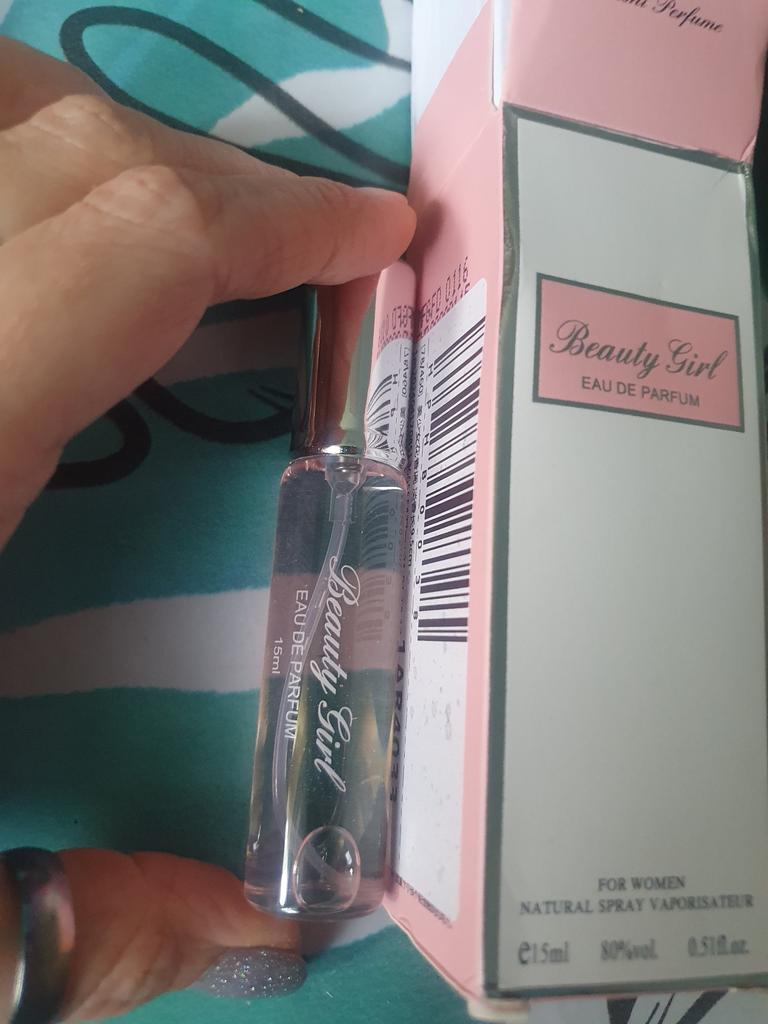 Perfume
Beauty Girl
EAU DE PARFUM
FOR WOMEN
NATURAL SPRAY VAPORISATEUR
e15ml 80%vol. 0.51fl.oz.
Beauty Girl
EAU DE PARFUM
15ml